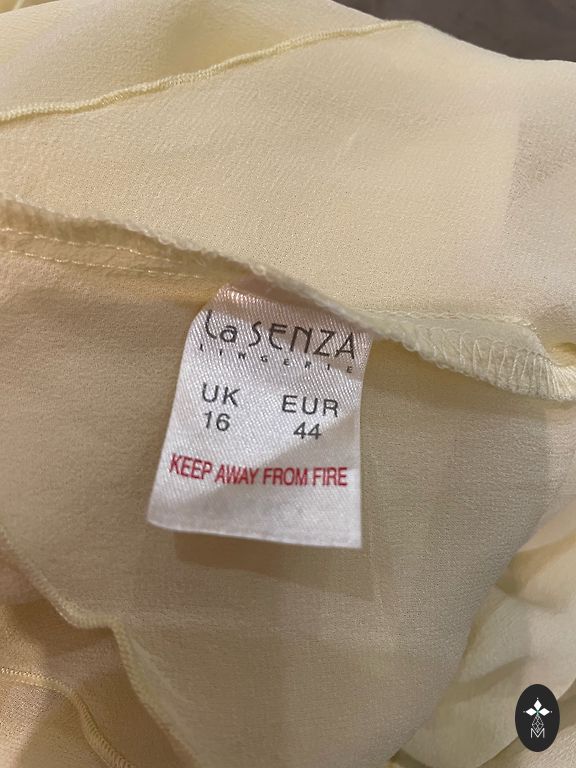 La SENZA
LINGERIE
UK EUR
16 44
KEEP AWAY FROM FIRE
M